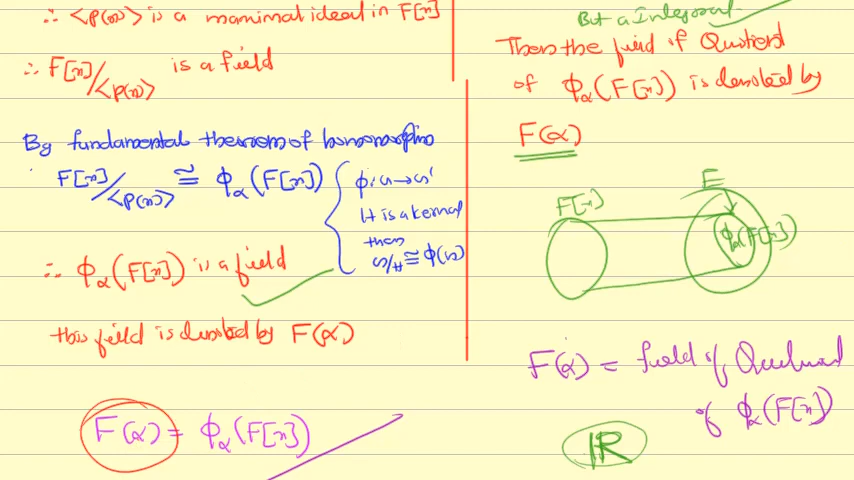 ∴ <P(x)> is a maximal ideal in F[x]
∴ F[x]/<P(x)> is a field
By fundamental theorem of homomorphism
F[x]/<P(x)> ≅ ϕα(F[x])
ϕ: G→G'
H is a kernel
then
G/H ≅ ϕ(G)
∴ ϕα(F[x]) is a field
this field is denoted by F(α)
F(α) = ϕα(F[x])
But a Integral
Then the field of Quotient
of ϕα(F[x]) is denoted by
F(α)
F[x]
E
ϕα(F[x])
F(α) = field of Quotient
of ϕα(F[x])
IR